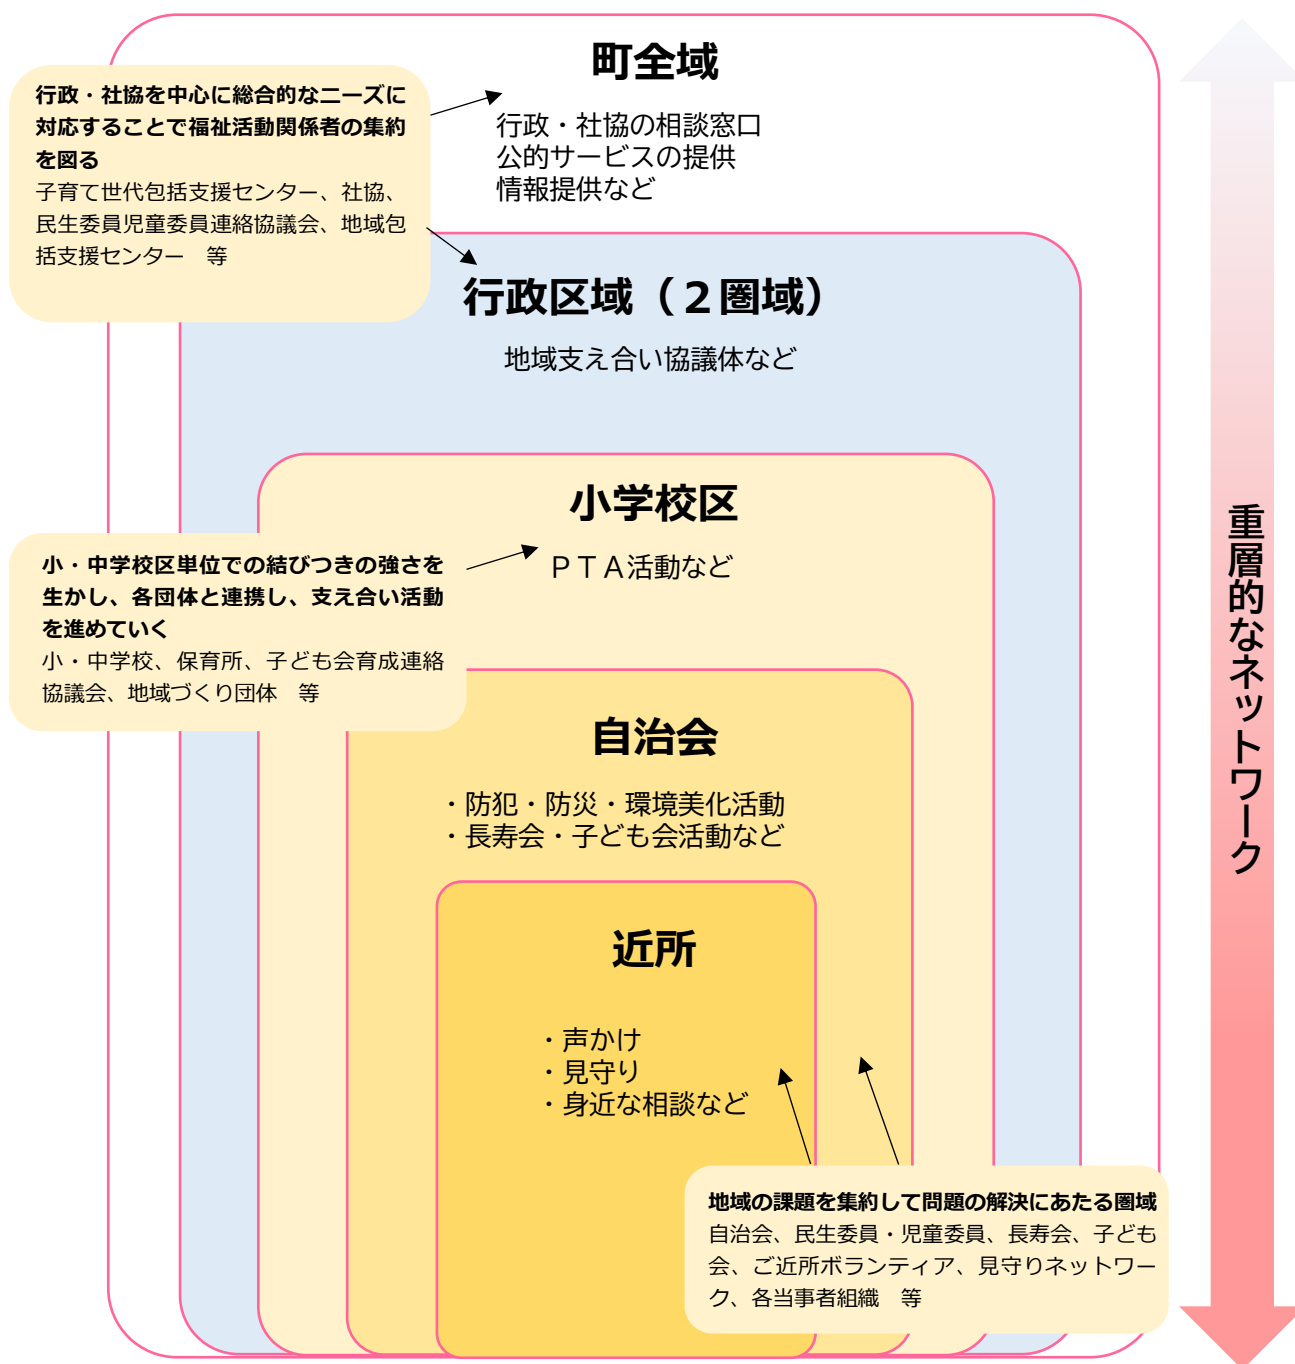 町全域
行政・社協の相談窓口
公的サービスの提供
情報提供など
行政・社協を中心に総合的なニーズに
対応することで福祉活動関係者の集約
を図る
子育て世代包括支援センター、社協、
民生委員児童委員連絡協議会、地域包
括支援センター　等
行政区域（２圏域）
地域支え合い協議体など
小学校区
ＰＴＡ活動など
小・中学校区単位での結びつきの強さを
生かし、各団体と連携し、支え合い活動
を進めていく
小・中学校、保育所、子ども会育成連絡
協議会、地域づくり団体　等
自治会
・防犯・防災・環境美化活動
・長寿会・子ども会活動など
近所
・声かけ
・見守り
・身近な相談など
地域の課題を集約して問題の解決にあたる圏域
自治会、民生委員・児童委員、長寿会、子ども
会、ご近所ボランティア、見守りネットワー
ク、各当事者組織　等
重層的なネットワーク